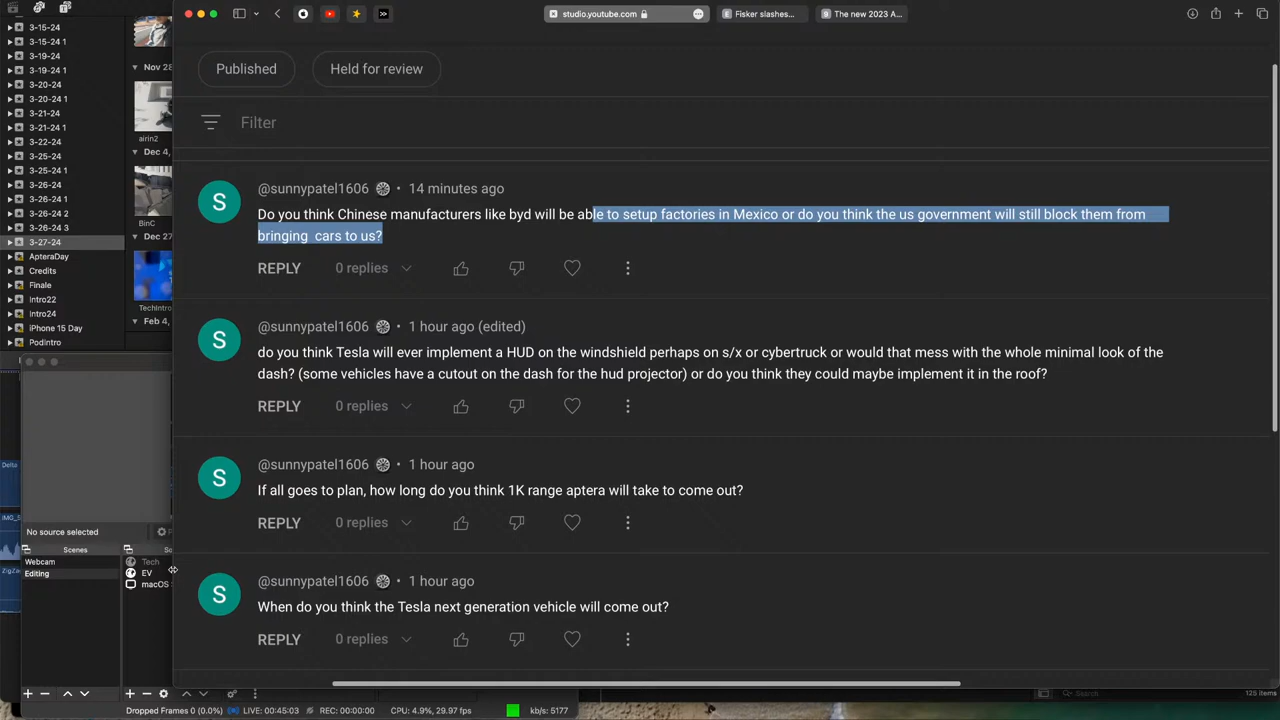 studio.youtube.com
Fisker slashes...
The new 2023 A...
3-15-24
3-15-24 1
3-19-24
3-19-24 1
3-20-24
3-20-24 1
3-21-24
3-21-24 1
3-22-24
3-25-24
3-25-24 1
3-26-24
3-26-24 2
3-26-24 3
3-27-24
ApteraDay
Credits
Finale
Intro22
Intro24
iPhone 15 Day
PodIntro
Nov 28
airin2
Dec 4,
BinC
Dec 27
TechIntro
Feb 4,
Published
Held for review
Filter
@sunnypatel1606 • 14 minutes ago
Do you think Chinese manufacturers like byd will be able to setup factories in Mexico or do you think the us government will still block them from
bringing cars to us?
REPLY 0 replies
@sunnypatel1606 • 1 hour ago (edited)
do you think Tesla will ever implement a HUD on the windshield perhaps on s/x or cybertruck or would that mess with the whole minimal look of the
dash? (some vehicles have a cutout on the dash for the hud projector) or do you think they could maybe implement it in the roof?
REPLY 0 replies
@sunnypatel1606 • 1 hour ago
If all goes to plan, how long do you think 1K range aptera will take to come out?
REPLY 0 replies
@sunnypatel1606 • 1 hour ago
When do you think the Tesla next generation vehicle will come out?
REPLY 0 replies
Delta
ZigZa
No source selected
Scenes
Webcam
Editing
Tech
EV
macOS
125 items
Search
Dropped Frames 0 (0.0%) LIVE: 00:45:03 REC: 00:00:00 CPU: 4.9%, 29.97 fps kb/s: 5177